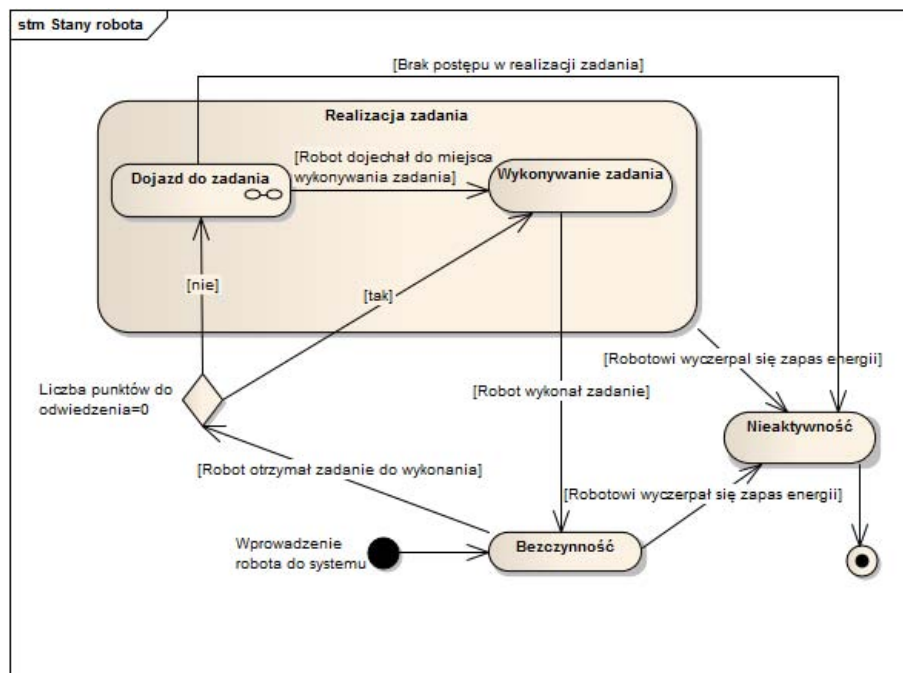 stm Stany robota
[Brak postępu w realizacji zadania]
Realizacja zadania
[Robot dojechał do miejsca
wykonywania zadania]
Dojazd do zadania
Wykonywanie zadania
[nie]
[tak]
[Robotowi wyczerpal się zapas energii]
Liczba punktów do
odwiedzenia=0
[Robot wykonał zadanie]
Nieaktywność
[Robot otrzymał zadanie do wykonania]
[Robotowi wyczerpał się zapas energii]
Wprowadzenie
robota do systemu
Bezczynność